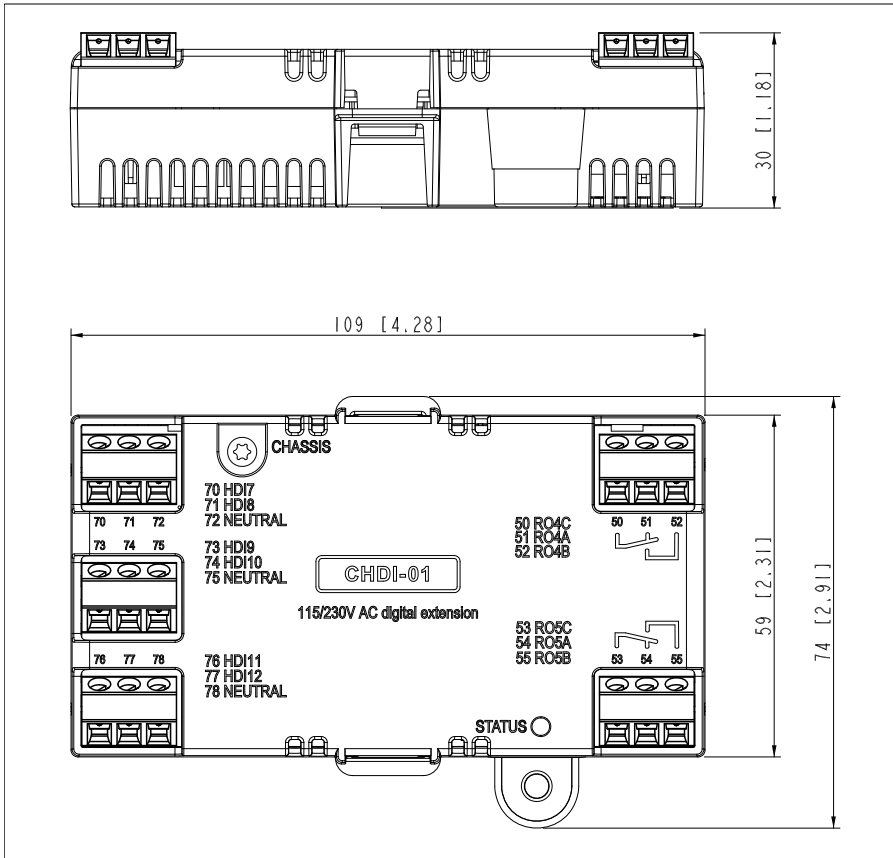 30 [1.18]
109 [4.28]
CHASSIS
70 HDI7
71 HDI8
72 NEUTRAL
70 71 72
73 74 75
73 HDI9
74 HDI10
75 NEUTRAL
50 RO4C
51 RO4A
52 RO4B
50 51 52
CHDI-01
115/230V AC digital extension
59 [2.31]
74 [2.91]
53 RO5C
54 RO5A
55 RO5B
53 54 55
76 77 78
76 HDI11
77 HDI12
78 NEUTRAL
STATUS